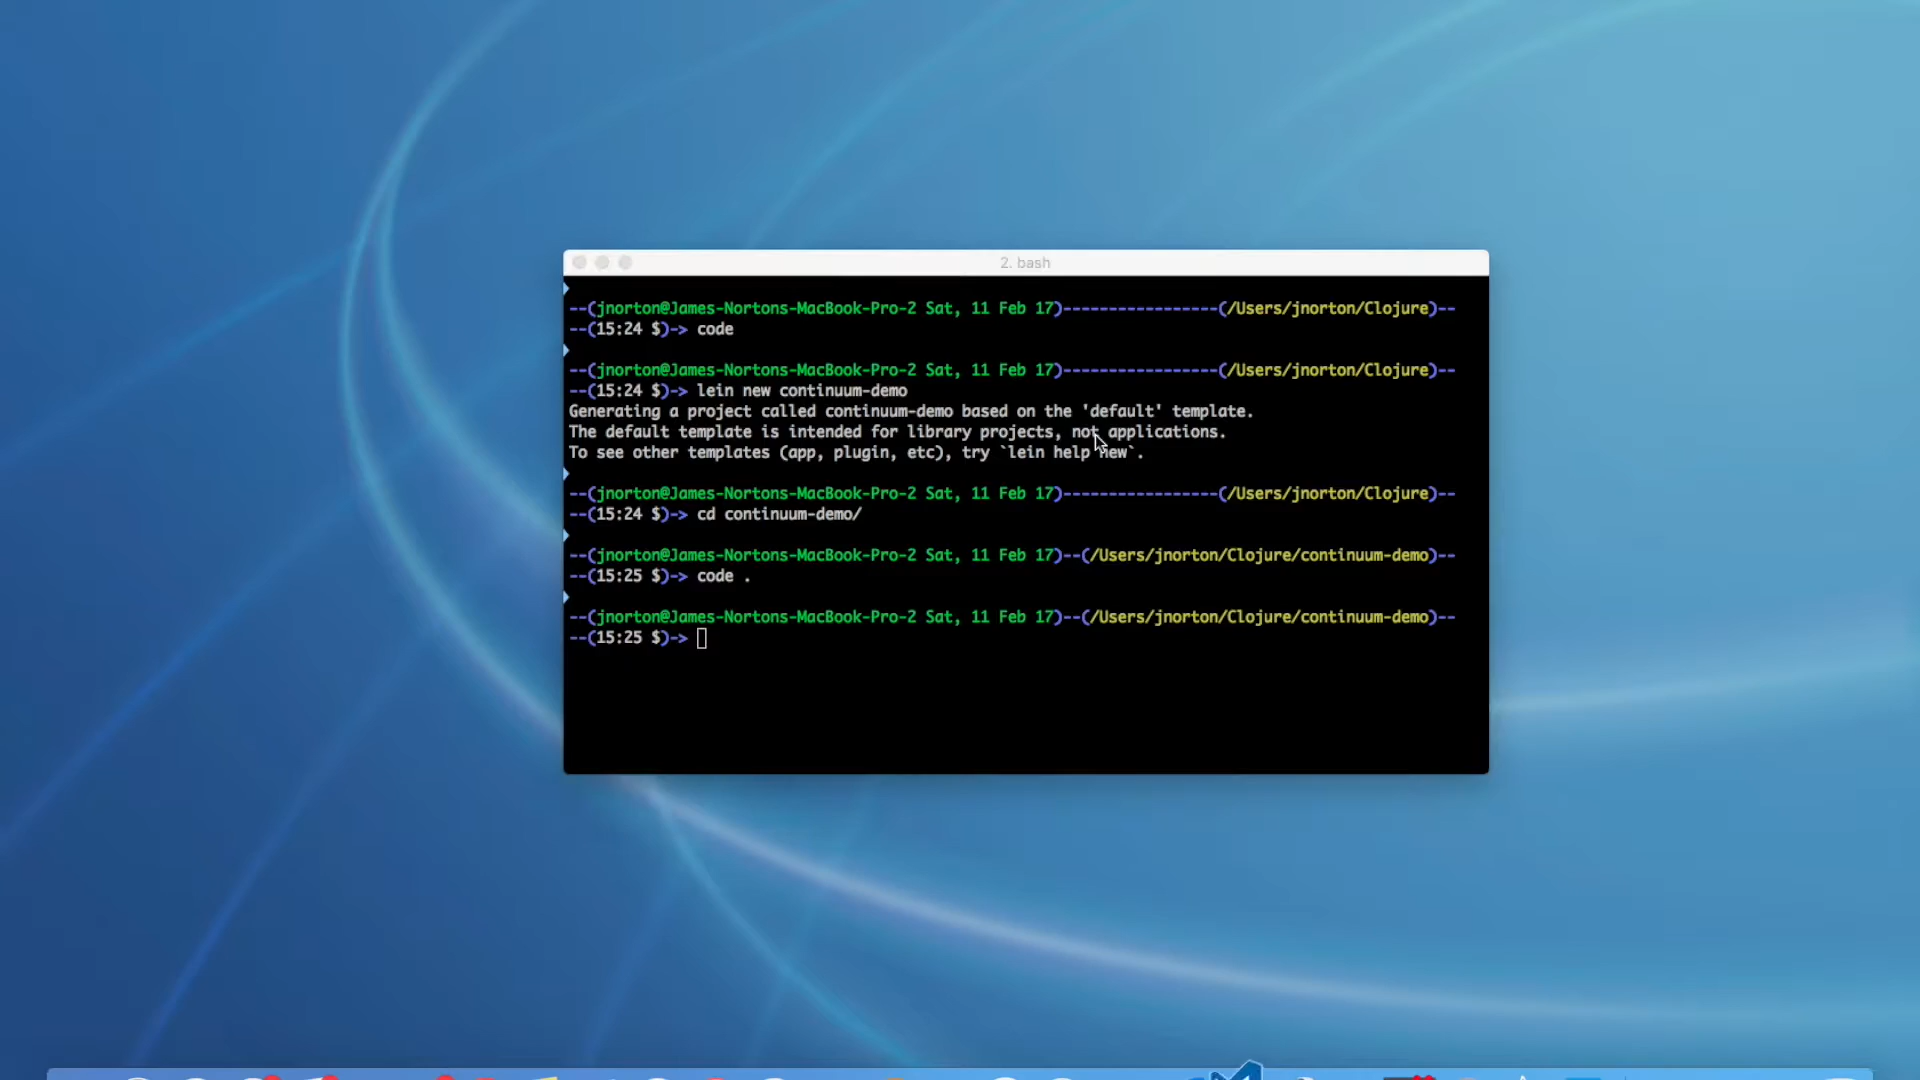 2. bash
--(jnorton@James-Nortons-MacBook-Pro-2 Sat, 11 Feb 17)-----------------(/Users/jnorton/Clojure)--
--(15:24 $)-> code
--(jnorton@James-Nortons-MacBook-Pro-2 Sat, 11 Feb 17)-----------------(/Users/jnorton/Clojure)--
--(15:24 $)-> lein new continuum-demo
Generating a project called continuum-demo based on the 'default' template.
The default template is intended for library projects, not applications.
To see other templates (app, plugin, etc), try `lein help new`.
--(jnorton@James-Nortons-MacBook-Pro-2 Sat, 11 Feb 17)-----------------(/Users/jnorton/Clojure)--
--(15:24 $)-> cd continuum-demo/
--(jnorton@James-Nortons-MacBook-Pro-2 Sat, 11 Feb 17)--(/Users/jnorton/Clojure/continuum-demo)--
--(15:25 $)-> code .
--(jnorton@James-Nortons-MacBook-Pro-2 Sat, 11 Feb 17)--(/Users/jnorton/Clojure/continuum-demo)--
--(15:25 $)->